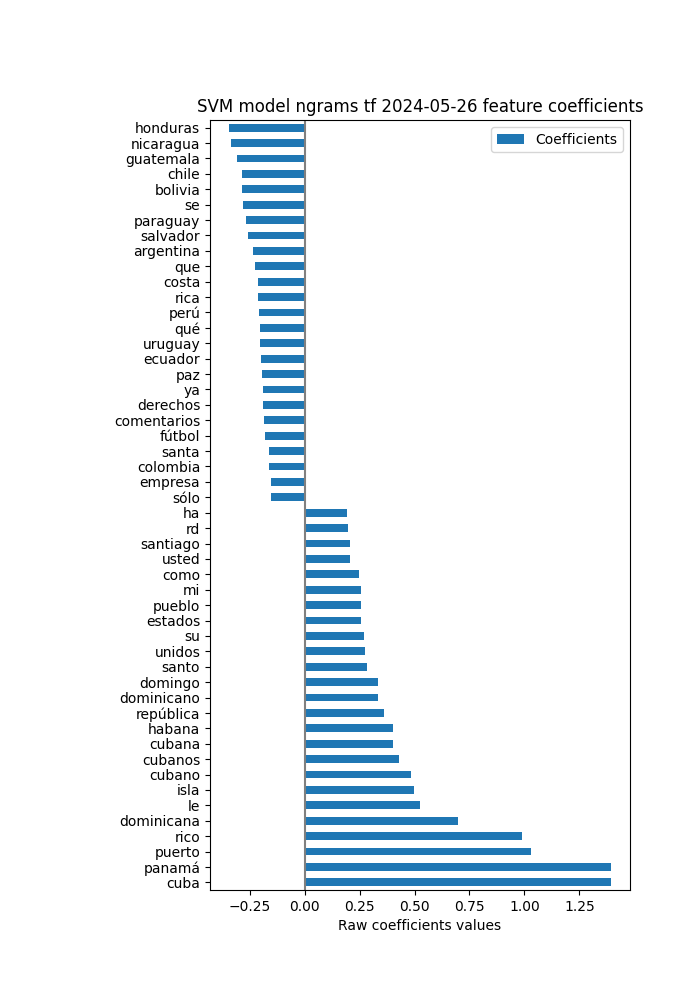 SVM model ngrams tf 2024-05-26 feature coefficients
Coefficients
honduras
nicaragua
guatemala
chile
bolivia
se
paraguay
salvador
argentina
que
costa
rica
perú
qué
uruguay
ecuador
paz
ya
derechos
comentarios
fútbol
santa
colombia
empresa
sólo
ha
rd
santiago
usted
como
mi
pueblo
estados
su
unidos
santo
domingo
dominicano
república
habana
cubana
cubanos
cubano
isla
le
dominicana
rico
puerto
panamá
cuba
−0.25 0.00 0.25 0.50 0.75 1.00 1.25
Raw coefficients values